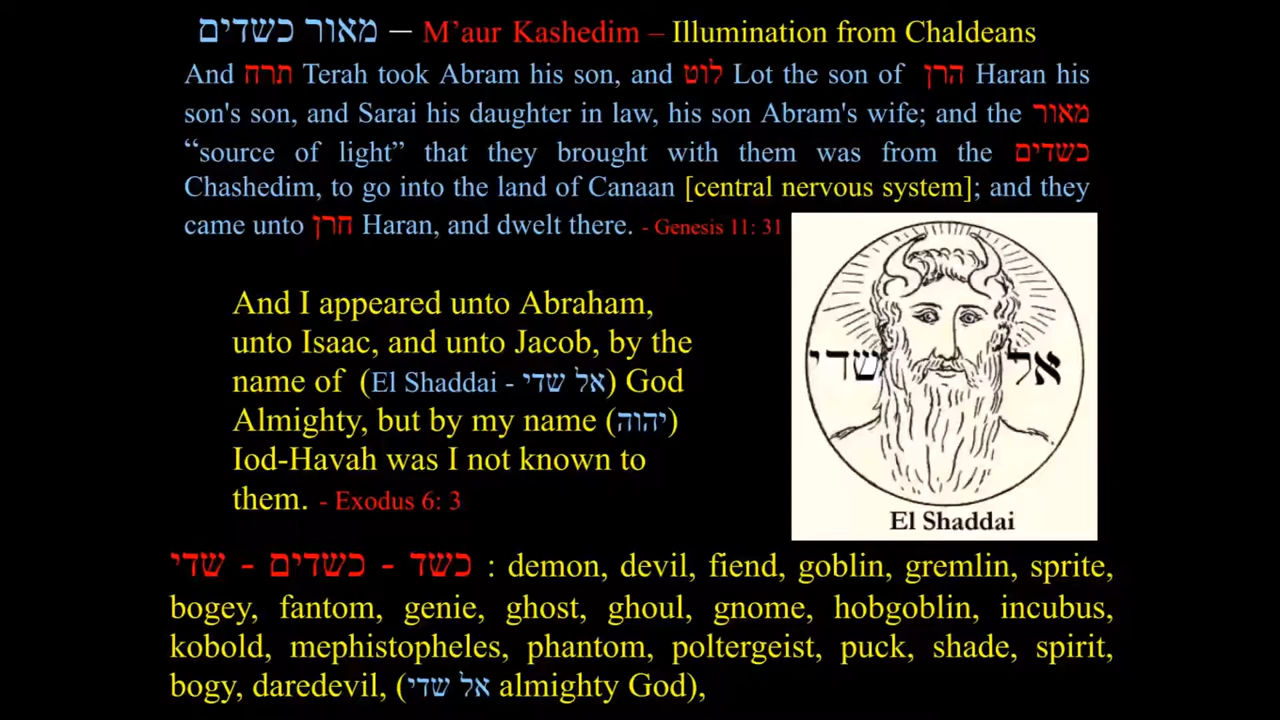 מאור כשדים – M’aur Kashedim – Illumination from Chaldeans
And תרח Terah took Abram his son, and לוט Lot the son of הרן Haran his
son's son, and Sarai his daughter in law, his son Abram's wife; and the מאור
“source of light” that they brought with them was from the כשדים
Chashedim, to go into the land of Canaan [central nervous system]; and they
came unto חרן Haran, and dwelt there. - Genesis 11: 31
And I appeared unto Abraham,
unto Isaac, and unto Jacob, by the
name of (El Shaddai - אל שדי) God
Almighty, but by my name (יהוה)
Iod-Havah was I not known to
them. - Exodus 6: 3
אל שדי
El Shaddai
כשד - כשדים - שדי : demon, devil, fiend, goblin, gremlin, sprite,
bogey, fantom, genie, ghost, ghoul, gnome, hobgoblin, incubus,
kobold, mephistopheles, phantom, poltergeist, puck, shade, spirit,
bogy, daredevil, (אל שדי almighty God),